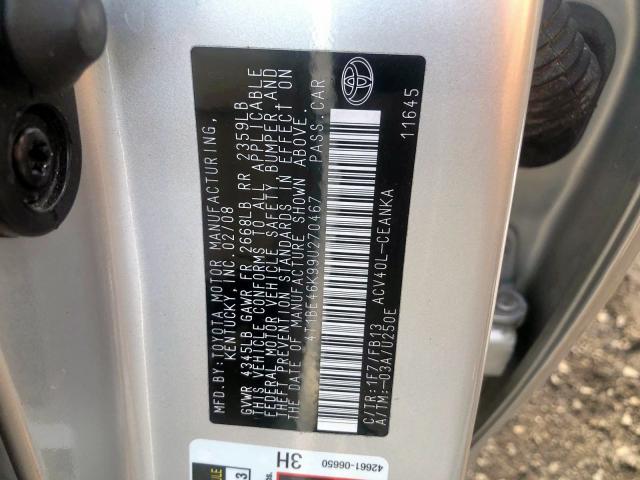 MFD.BY:TOYOTA MOTOR MANUFACTURING,
KENTUCKY, INC. 02/08
GVWR 4345LB GAWR FR 2668LB RR 2359LB
THIS VEHICLE CONFORMS TO ALL APPLICABLE
FEDERAL MOTOR VEHICLE SAFETY, BUMPER, AND
THEFT PREVENTION STANDARDS IN EFFECT ON
THE DATE OF MANUFACTURE SHOWN ABOVE.
4T1BE46K99U270467 PASS.CAR
C/TR:1F7/FB13 ACV40L-CEANKA
A/TM:-03A/U250E 11645
42661-06650
3H